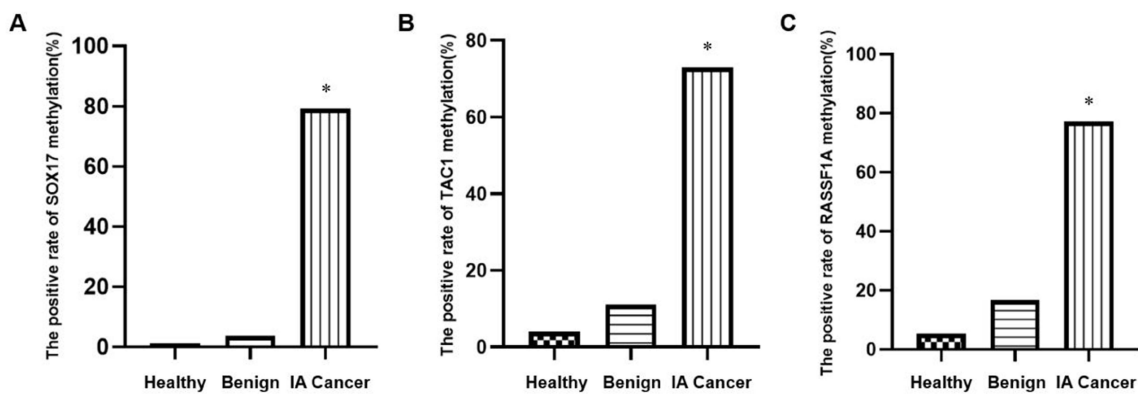 A
The positive rate of SOX17 methylation(%)
100
80
60
40
20
0
*
Healthy Benign IA Cancer
B
The positive rate of TAC1 methylation(%)
80
60
40
20
0
*
Healthy Benign IA Cancer
C
The positive rate of RASSF1A methylation(%)
100
80
60
40
20
0
*
Healthy Benign IA Cancer